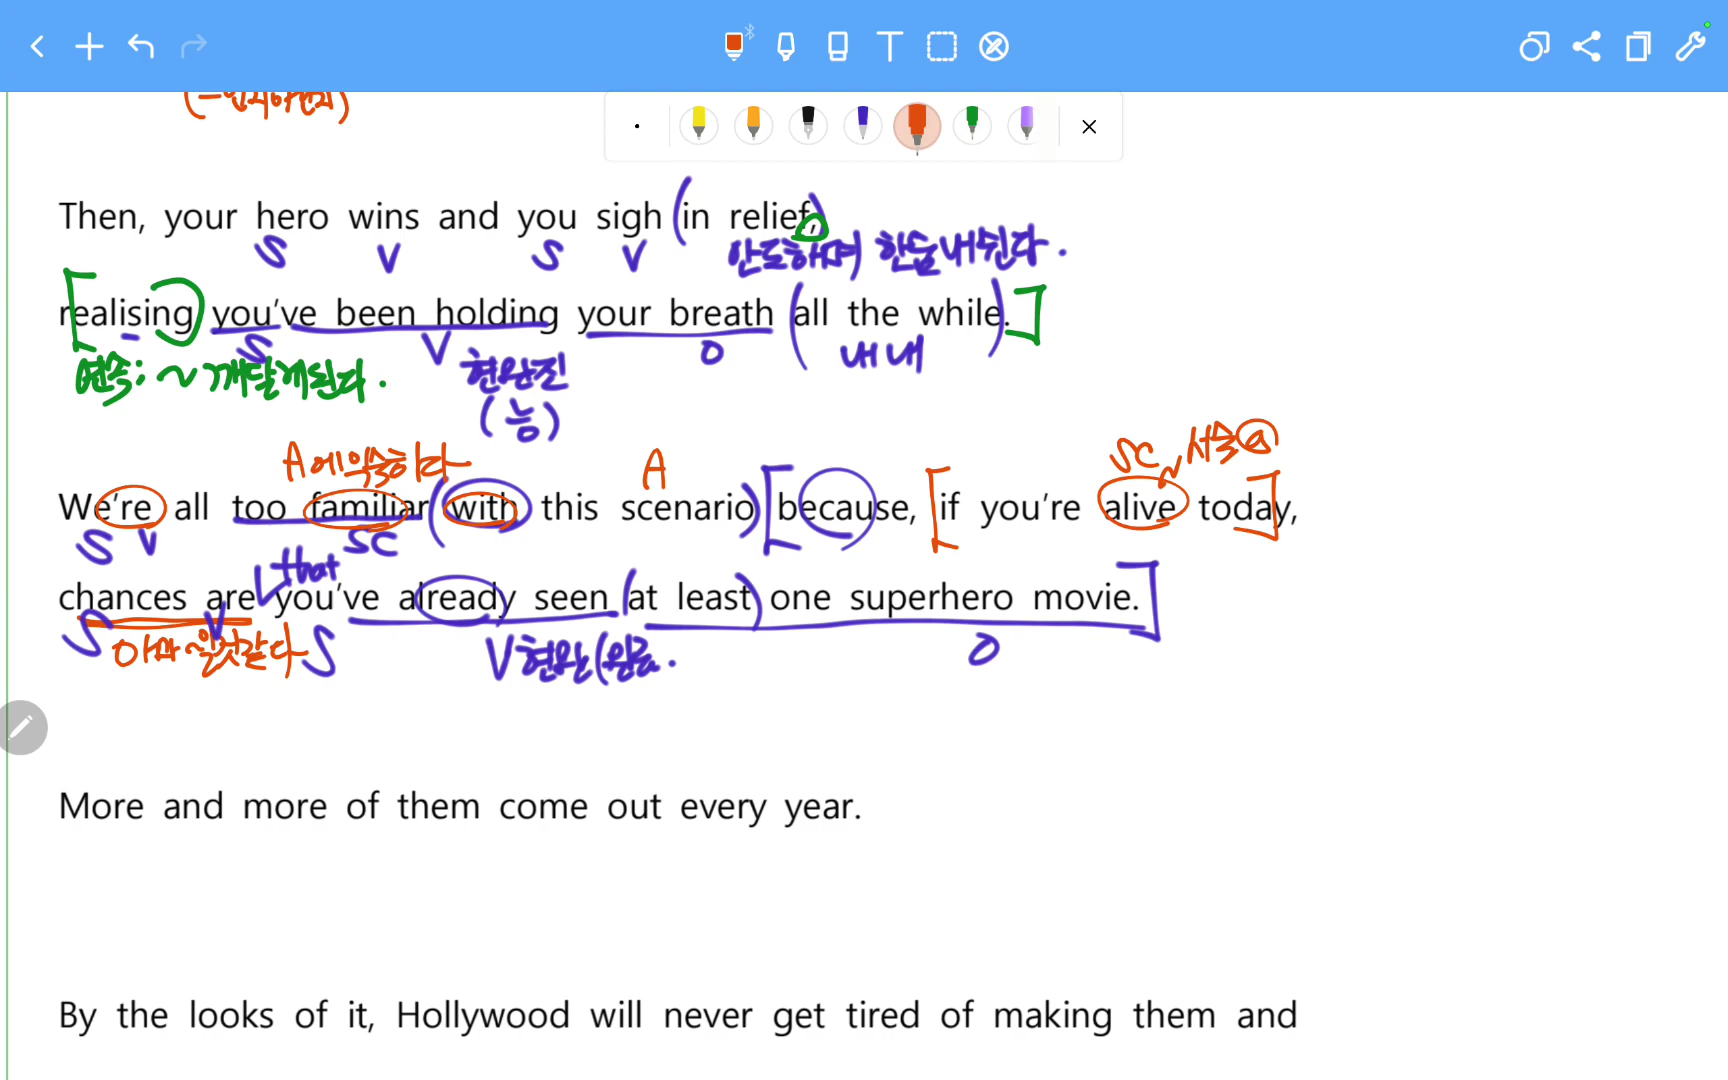 Then, your hero wins and you sigh (in relief,)
S V S V 안도하며 한숨내쉰다.
[realising) you've been holding your breath (all the while).]
S V O 내내
연속: ~깨닫게된다. 현완진
(능)
A에익숙하다 A SC 서술ⓐ
We're all too familiar (with this scenario) [because, [if you're alive today],
S V SC that
chances are you've already seen (at least) one superhero movie.]
S V S V 현완(완료. O
아마~일것같다
More and more of them come out every year.
By the looks of it, Hollywood will never get tired of making them and